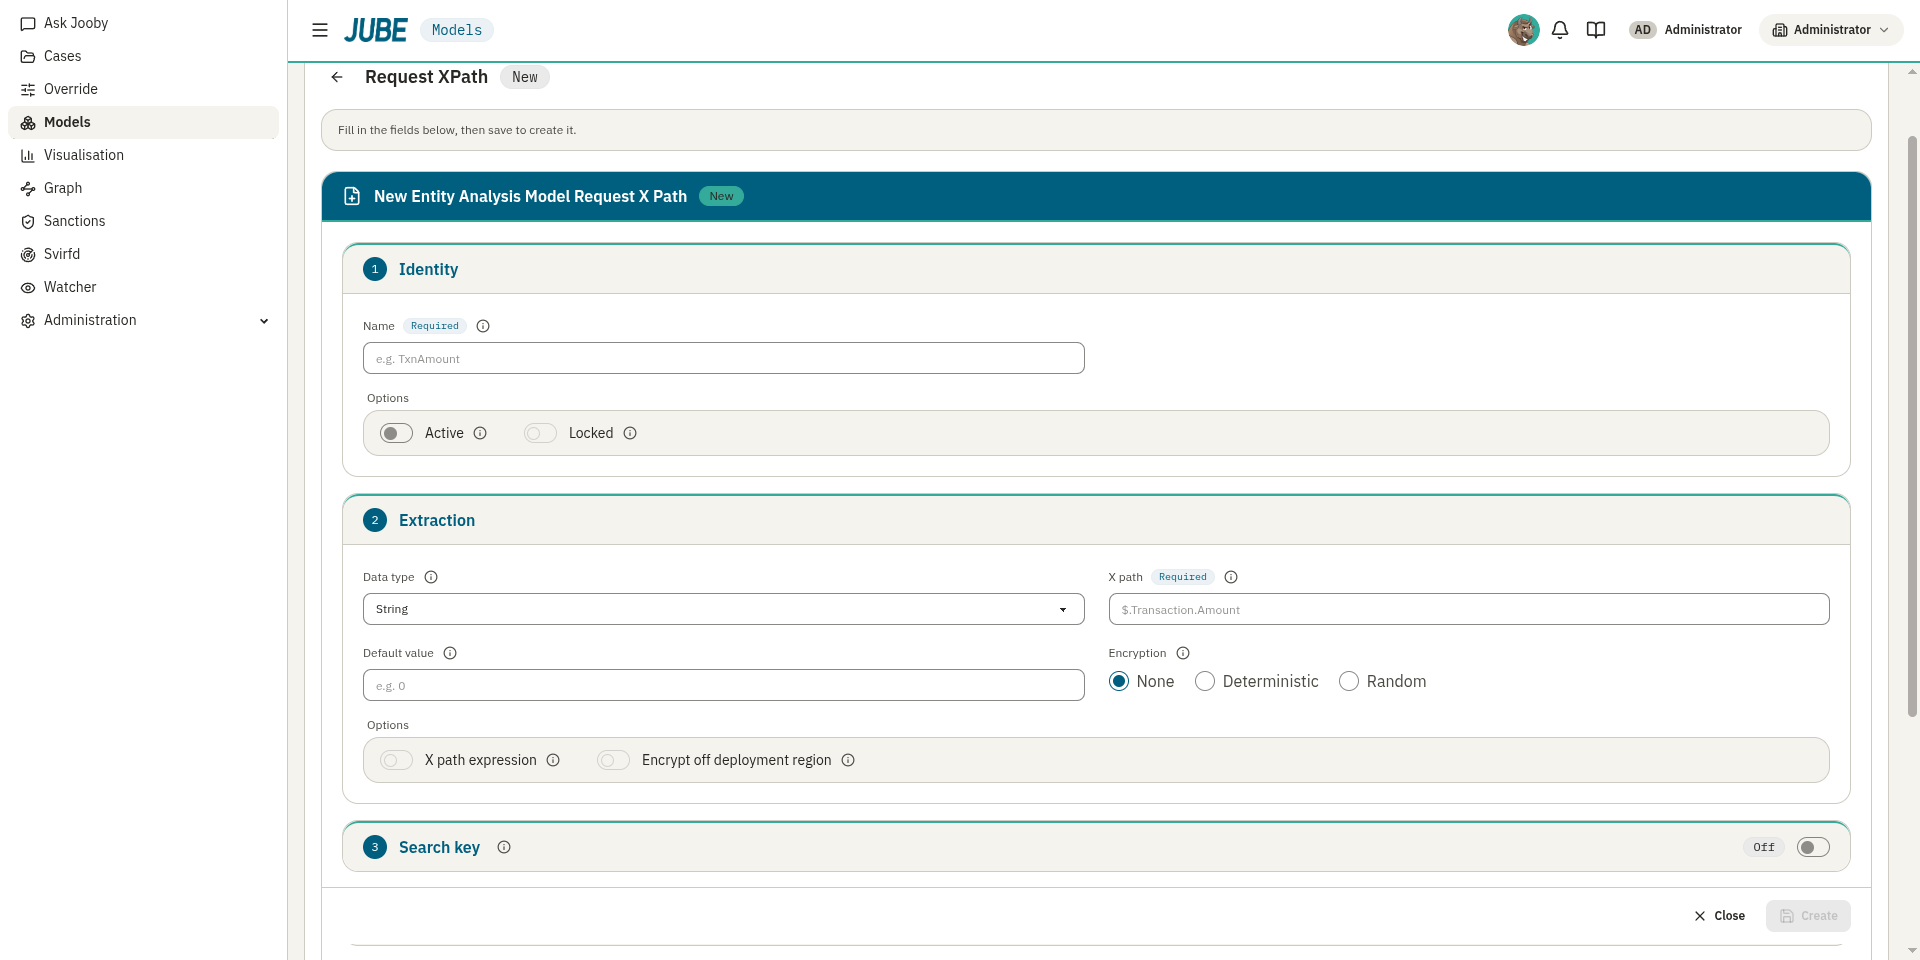 Ask Jooby
Cases
Override
Models
Visualisation
Graph
Sanctions
Svirfd
Watcher
Administration
JUBE
Models
AD Administrator
Administrator
Request XPath New
Fill in the fields below, then save to create it.
New Entity Analysis Model Request X Path New
1 Identity
Name Required
e.g. TxnAmount
Options
Active Locked
2 Extraction
Data type
String
X path Required
$.Transaction.Amount
Default value
e.g. 0
Encryption
None Deterministic Random
Options
X path expression Encrypt off deployment region
3 Search key Off
Close Create